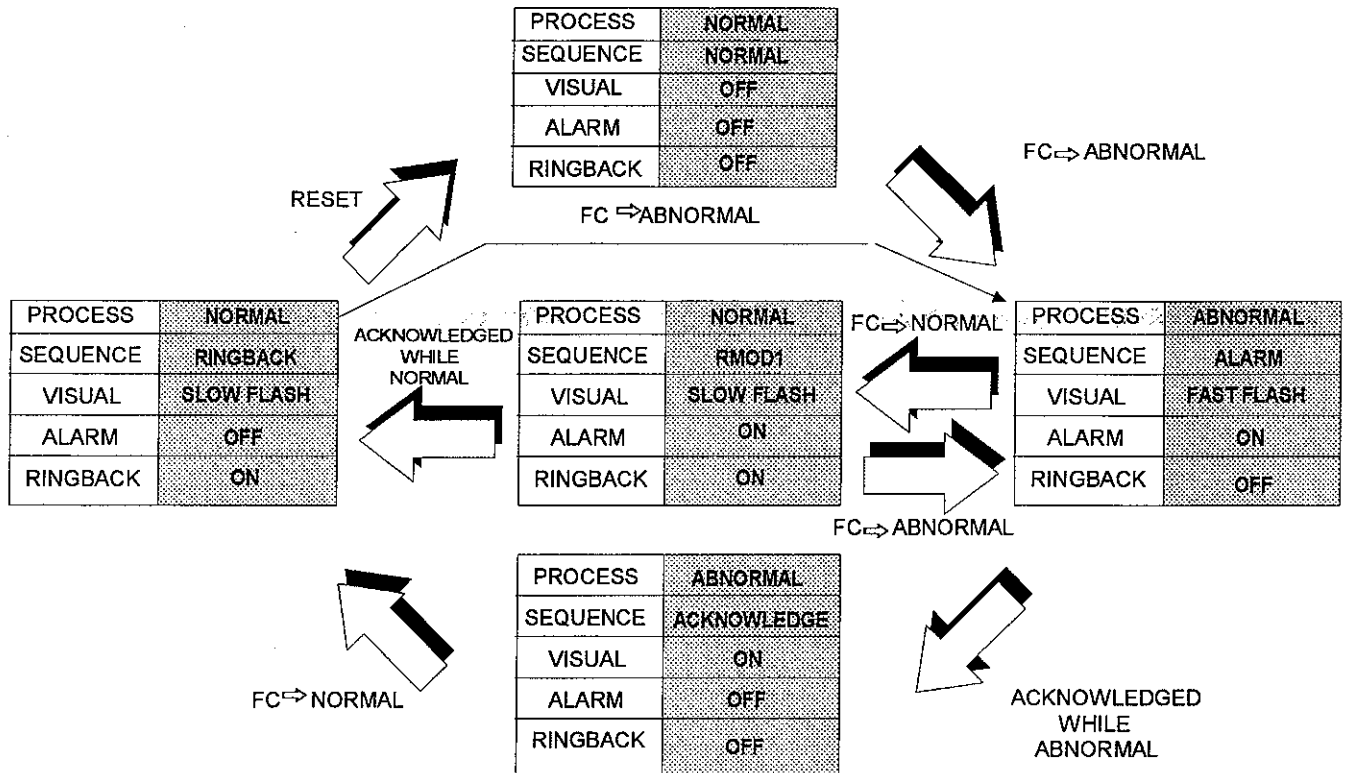 PROCESS NORMAL
SEQUENCE NORMAL
VISUAL OFF
ALARM OFF
RINGBACK OFF
FC⇨ ABNORMAL
RESET
FC ⇨ABNORMAL
PROCESS NORMAL
SEQUENCE RINGBACK
VISUAL SLOW FLASH
ALARM OFF
RINGBACK ON
ACKNOWLEDGED
WHILE
NORMAL
PROCESS NORMAL
SEQUENCE RMOD1
VISUAL SLOW FLASH
ALARM ON
RINGBACK ON
FC⇨ NORMAL
FC⇨ ABNORMAL
PROCESS ABNORMAL
SEQUENCE ALARM
VISUAL FAST FLASH
ALARM ON
RINGBACK OFF
PROCESS ABNORMAL
SEQUENCE ACKNOWLEDGE
VISUAL ON
ALARM OFF
RINGBACK OFF
FC⇨ NORMAL
ACKNOWLEDGED
WHILE
ABNORMAL